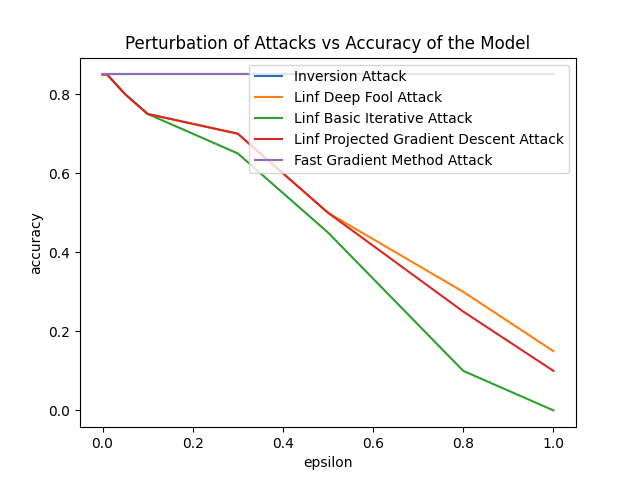 Perturbation of Attacks vs Accuracy of the Model
Inversion Attack
Linf Deep Fool Attack
Linf Basic Iterative Attack
Linf Projected Gradient Descent Attack
Fast Gradient Method Attack
accuracy
0.8
0.6
0.4
0.2
0.0
0.0 0.2 0.4 0.6 0.8 1.0
epsilon